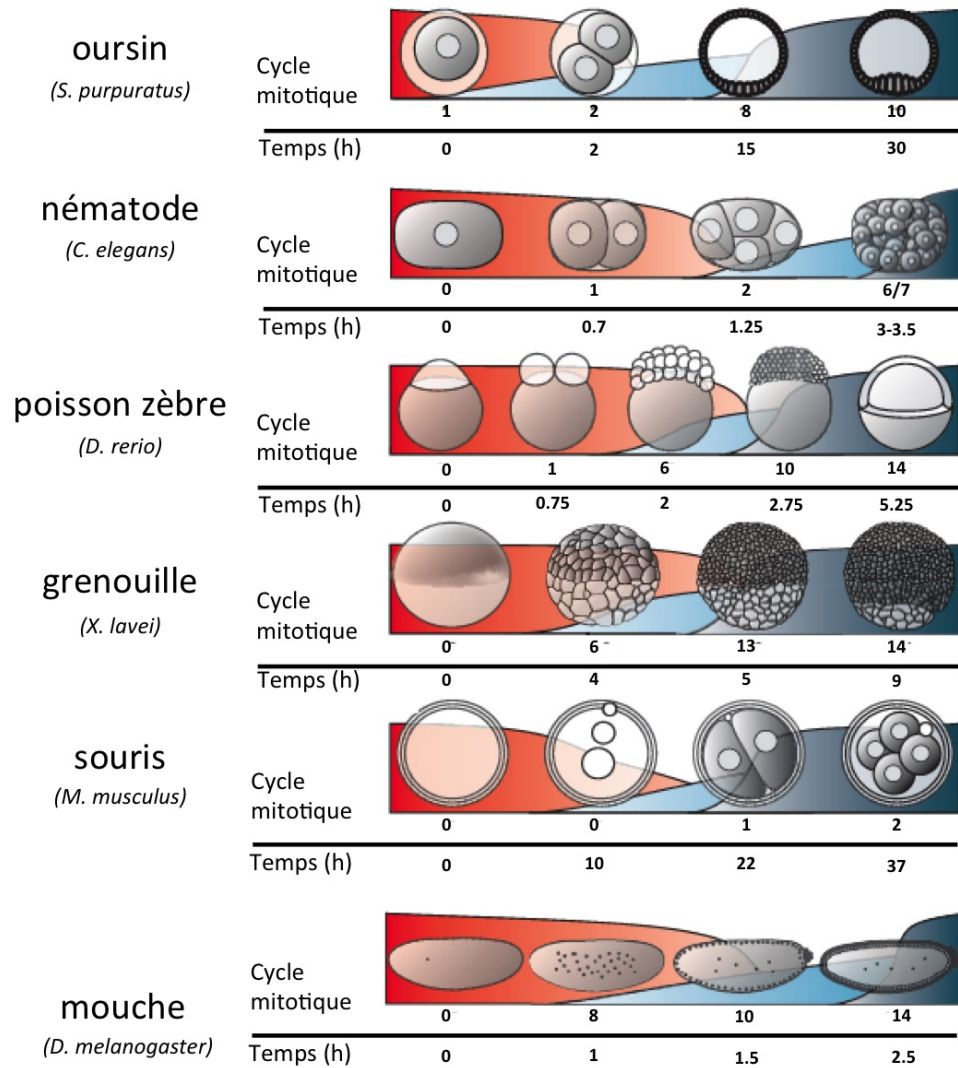 oursin
(S. purpuratus)
Cycle
mitotique
1 2 8 10
Temps (h) 0 2 15 30
nématode
(C. elegans)
Cycle
mitotique
0 1 2 6/7
Temps (h) 0 0.7 1.25 3-3.5
poisson zèbre
(D. rerio)
Cycle
mitotique
0 1 6 10 14
Temps (h) 0 0.75 2 2.75 5.25
grenouille
(X. lavei)
Cycle
mitotique
0 6 13 14
Temps (h) 0 4 5 9
souris
(M. musculus)
Cycle
mitotique
0 0 1 2
Temps (h) 0 10 22 37
mouche
(D. melanogaster)
Cycle
mitotique
0 8 10 14
Temps (h) 0 1 1.5 2.5